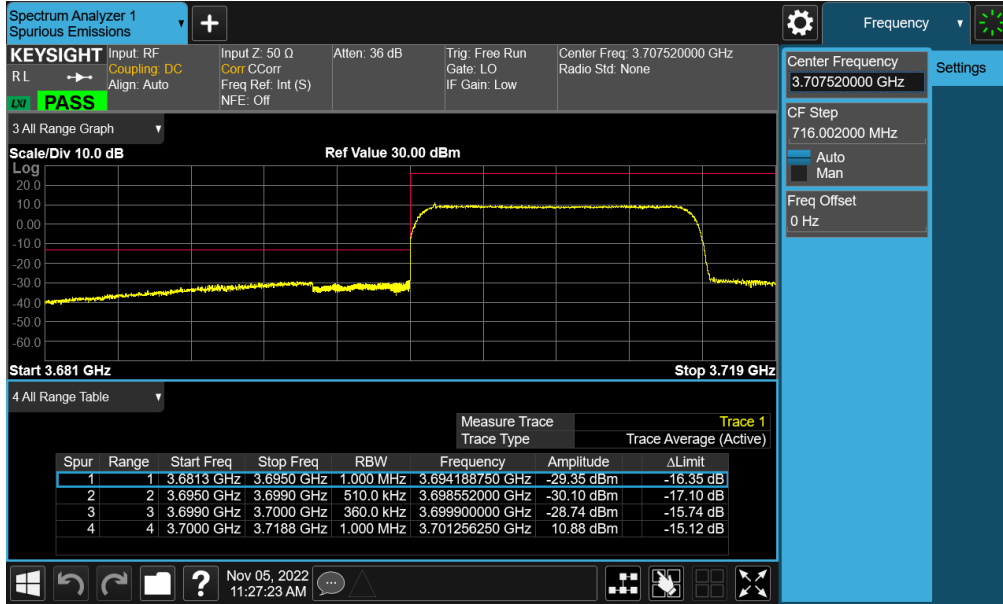 Spectrum Analyzer 1
Spurious Emissions
Frequency
KEYSIGHT
R L
LXI
PASS
Input: RF
Coupling: DC
Align: Auto
Input Z: 50 Ω
Corr CCorr
Freq Ref: Int (S)
NFE: Off
Atten: 36 dB
Trig: Free Run
Gate: LO
IF Gain: Low
Center Freq: 3.707520000 GHz
Radio Std: None
Center Frequency
3.707520000 GHz
Settings
CF Step
716.002000 MHz
Auto
Man
Freq Offset
0 Hz
3 All Range Graph
Scale/Div 10.0 dB
Ref Value 30.00 dBm
Log
20.0
10.0
0.00
-10.0
-20.0
-30.0
-40.0
-50.0
-60.0
Start 3.681 GHz
Stop 3.719 GHz
4 All Range Table
Measure Trace Trace 1
Trace Type Trace Average (Active)
Spur Range Start Freq Stop Freq RBW Frequency Amplitude ΔLimit
1 1 3.6813 GHz 3.6950 GHz 1.000 MHz 3.694188750 GHz -29.35 dBm -16.35 dB
2 2 3.6950 GHz 3.6990 GHz 510.0 kHz 3.698552000 GHz -30.10 dBm -17.10 dB
3 3 3.6990 GHz 3.7000 GHz 360.0 kHz 3.699900000 GHz -28.74 dBm -15.74 dB
4 4 3.7000 GHz 3.7188 GHz 1.000 MHz 3.701256250 GHz 10.88 dBm -15.12 dB
?
Nov 05, 2022
11:27:23 AM